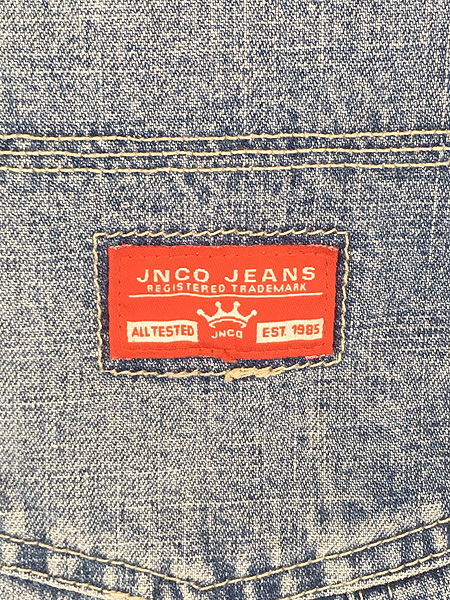 JNCO JEANS
REGISTERED TRADEMARK
ALL TESTED JNCO EST. 1985